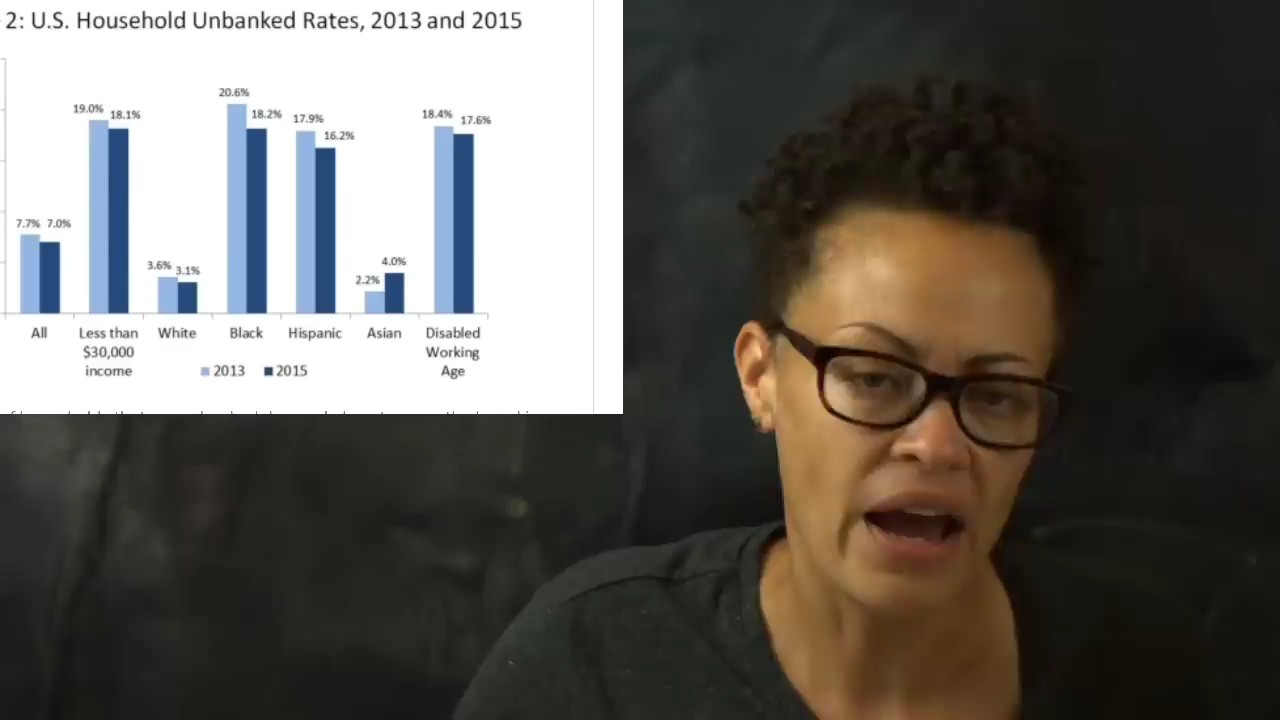 2: U.S. Household Unbanked Rates, 2013 and 2015
20.6%
19.0% 18.1% 18.2% 17.9% 16.2% 18.4% 17.6%
7.7% 7.0%
3.6% 3.1% 2.2% 4.0%
All Less than White Black Hispanic Asian Disabled
$30,000 Working
income Age
2013 2015